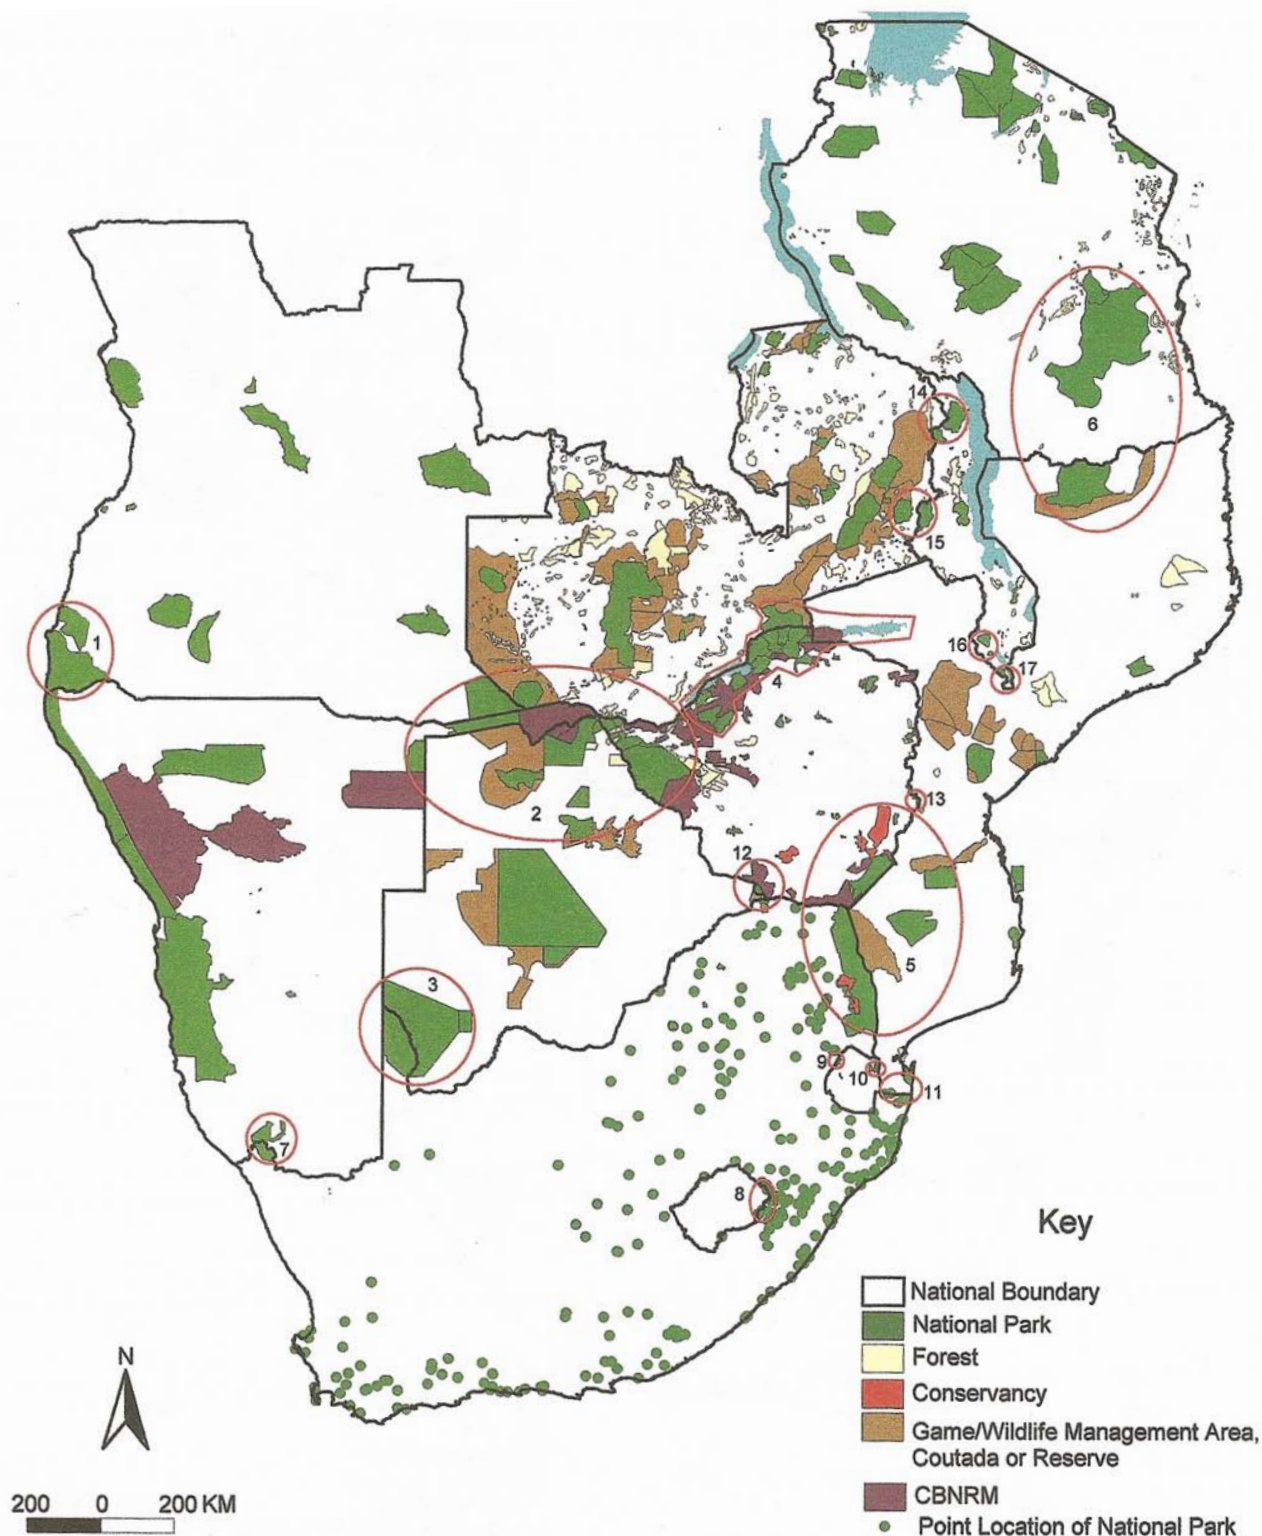 14
6
15
1
16
17
4
2
13
12
3
5
9
10
11
7
8
Key
National Boundary
National Park
Forest
Conservancy
Game/Wildlife Management Area,
Coutada or Reserve
CBNRM
Point Location of National Park
N
200 0 200 KM